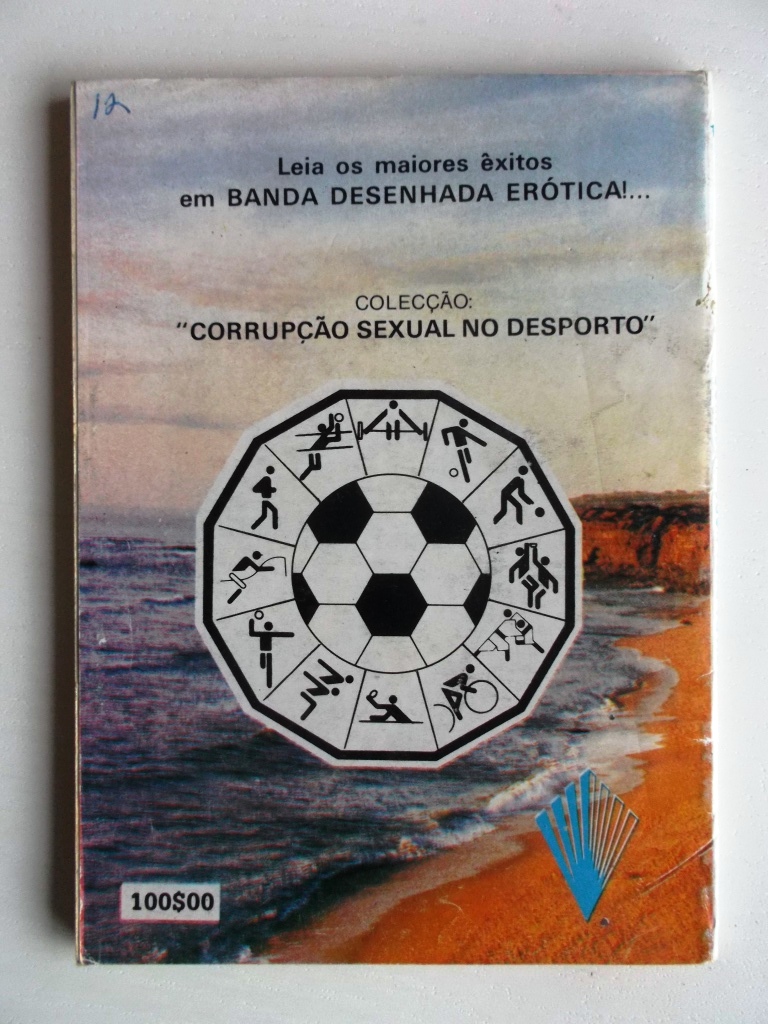 12
Leia os maiores êxitos
em BANDA DESENHADA ERÓTICA!...
COLECÇÃO:
"CORRUPÇÃO SEXUAL NO DESPORTO"
100$00